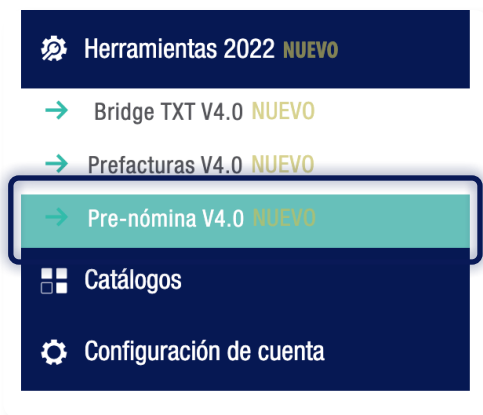 Herramientas 2022 NUEVO
Bridge TXT V4.0 NUEVO
Prefacturas V4.0 NUEVO
Pre-nómina V4.0 NUEVO
Catálogos
Configuración de cuenta